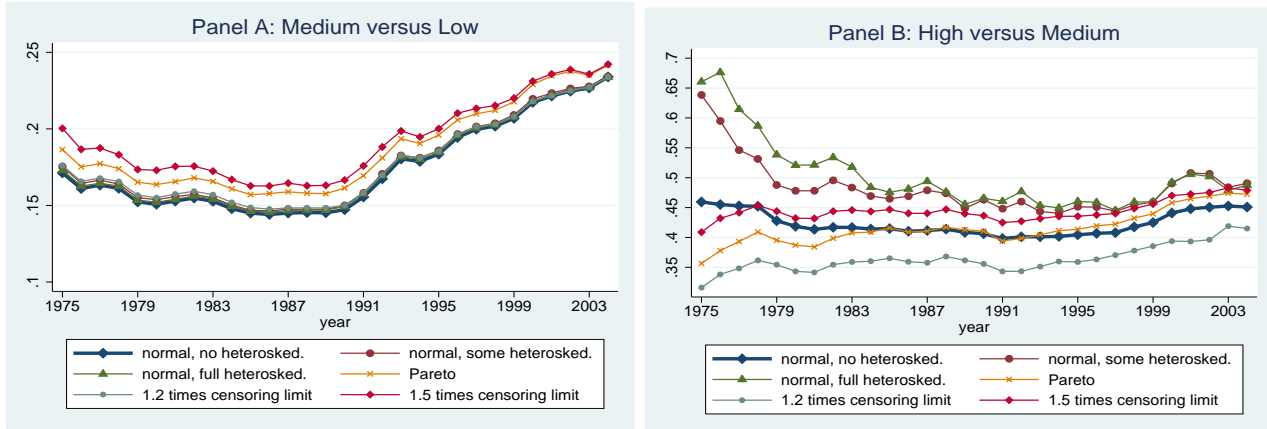 Panel A: Medium versus Low
.25
.2
.15
.1
1975 1979 1983 1987 1991 1995 1999 2003
year
normal, no heterosked. normal, some heterosked.
normal, full heterosked. Pareto
1.2 times censoring limit 1.5 times censoring limit
Panel B: High versus Medium
.7
.65
.6
.55
.5
.45
.4
.35
1975 1979 1983 1987 1991 1995 1999 2003
year
normal, no heterosked. normal, some heterosked.
normal, full heterosked. Pareto
1.2 times censoring limit 1.5 times censoring limit